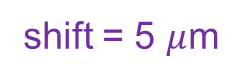 shift = 5 μm